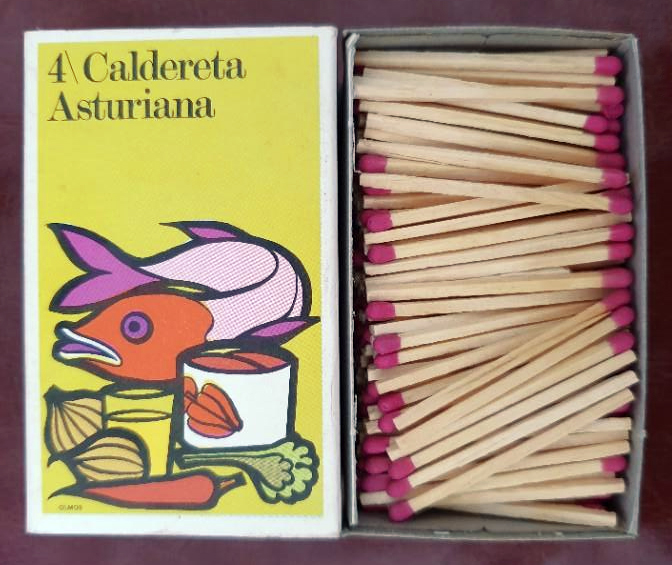 4\ Caldereta
Asturiana
OLMOS